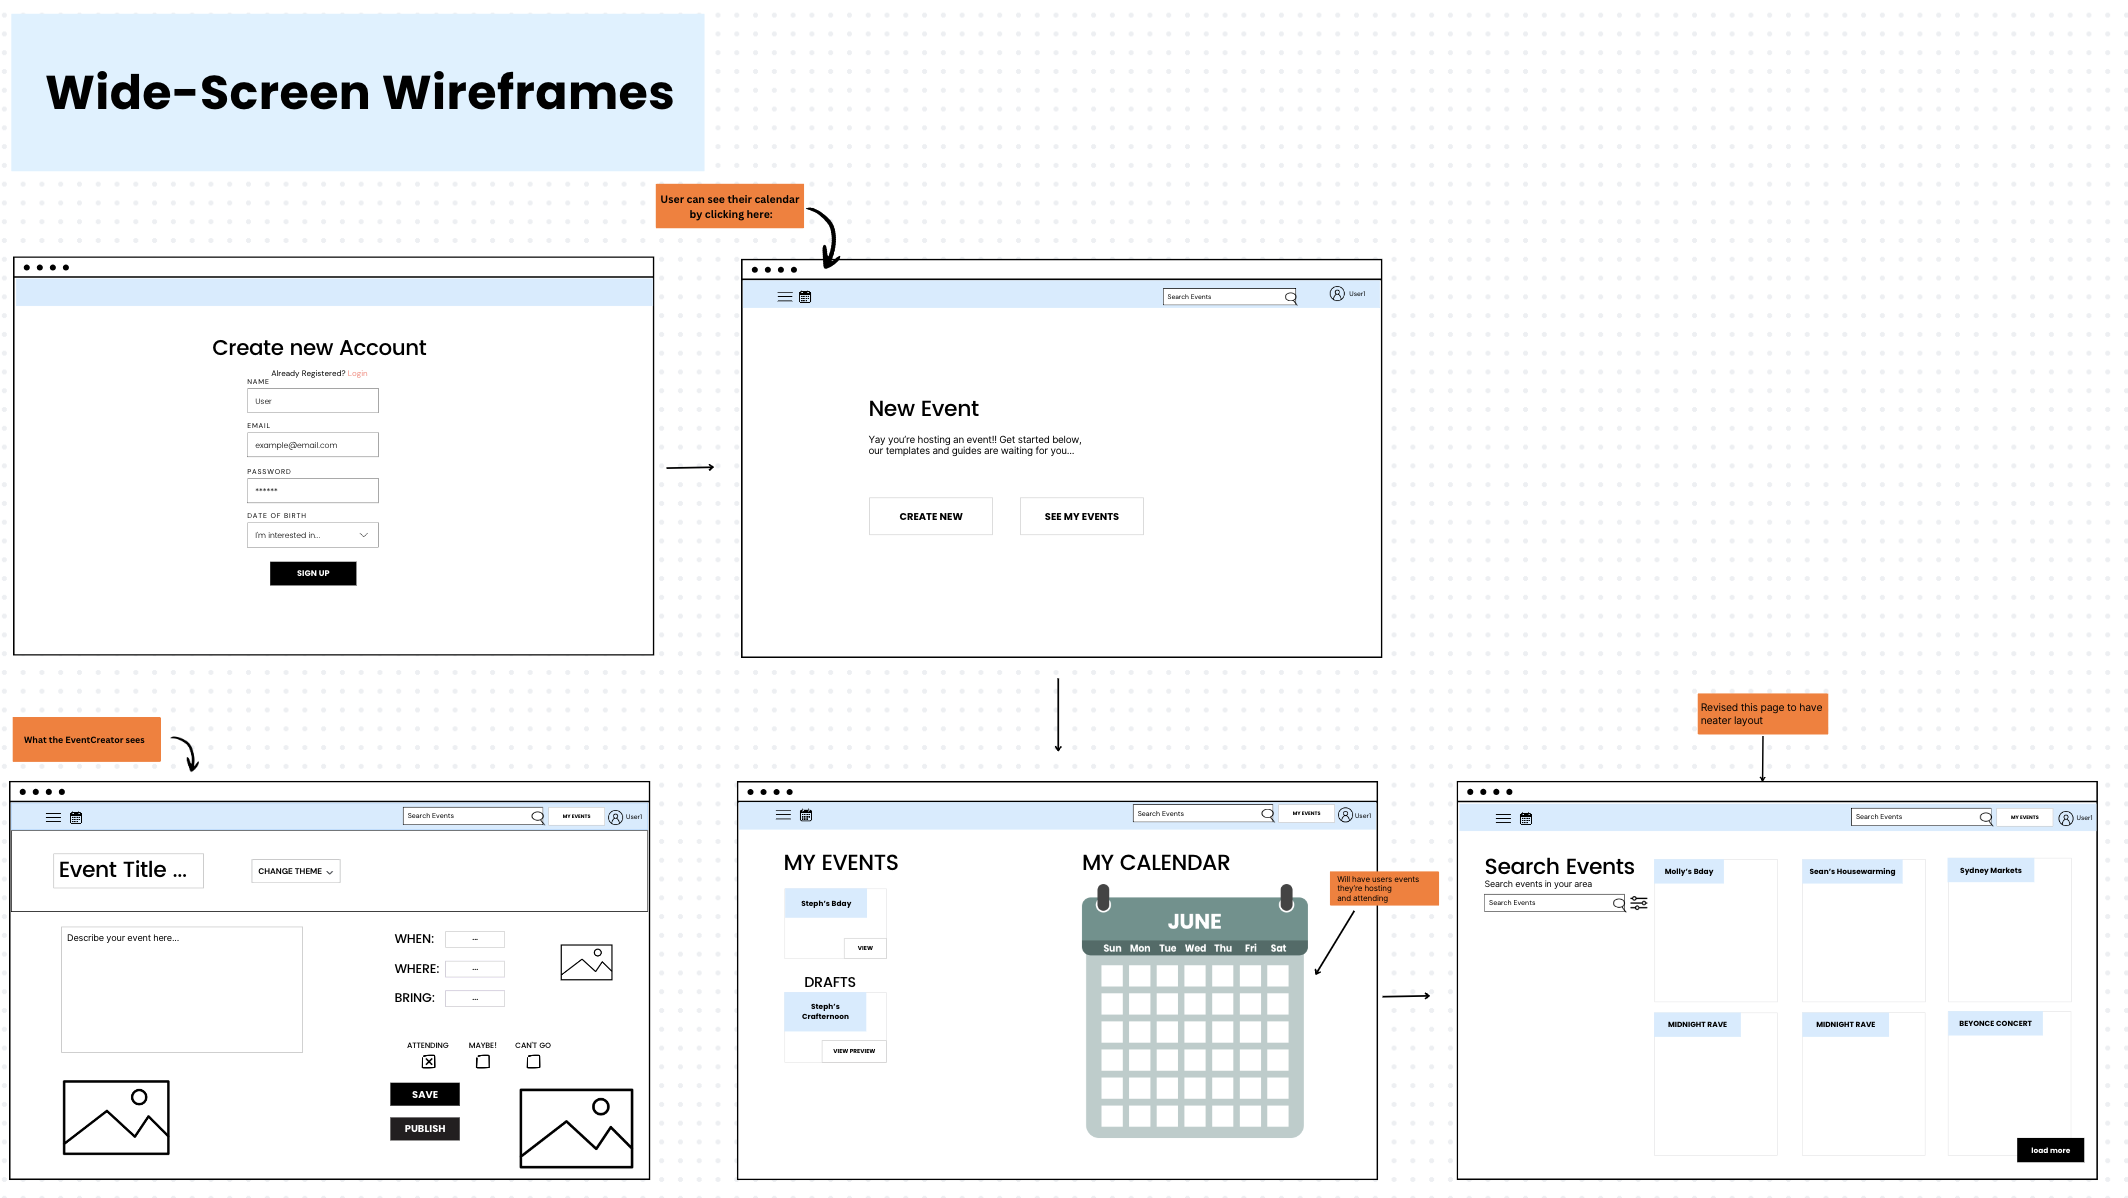 Wide-Screen Wireframes
User can see their calendar
by clicking here:
Create new Account
Already Registered? Login
NAME
User
EMAIL
example@email.com
PASSWORD
******
DATE OF BIRTH
I'm interested in...
SIGN UP
Search Events
User1
New Event
Yay you're hosting an event!! Get started below,
our templates and guides are waiting for you...
CREATE NEW
SEE MY EVENTS
What the EventCreator sees
Search Events
MY EVENTS
User1
Event Title ...
CHANGE THEME
Describe your event here...
WHEN:
...
WHERE:
...
BRING:
...
ATTENDING
MAYBE!
CAN'T GO
SAVE
PUBLISH
Search Events
MY EVENTS
User1
MY EVENTS
Steph's Bday
VIEW
DRAFTS
Steph's
Crafternoon
VIEW PREVIEW
MY CALENDAR
JUNE
Sun Mon Tue Wed Thu Fri Sat
Will have users events
they're hosting
and attending
Revised this page to have
neater layout
Search Events
MY EVENTS
User1
Search Events
Search events in your area
Search Events
Molly's Bday
Sean's Housewarming
Sydney Markets
MIDNIGHT RAVE
MIDNIGHT RAVE
BEYONCE CONCERT
load more